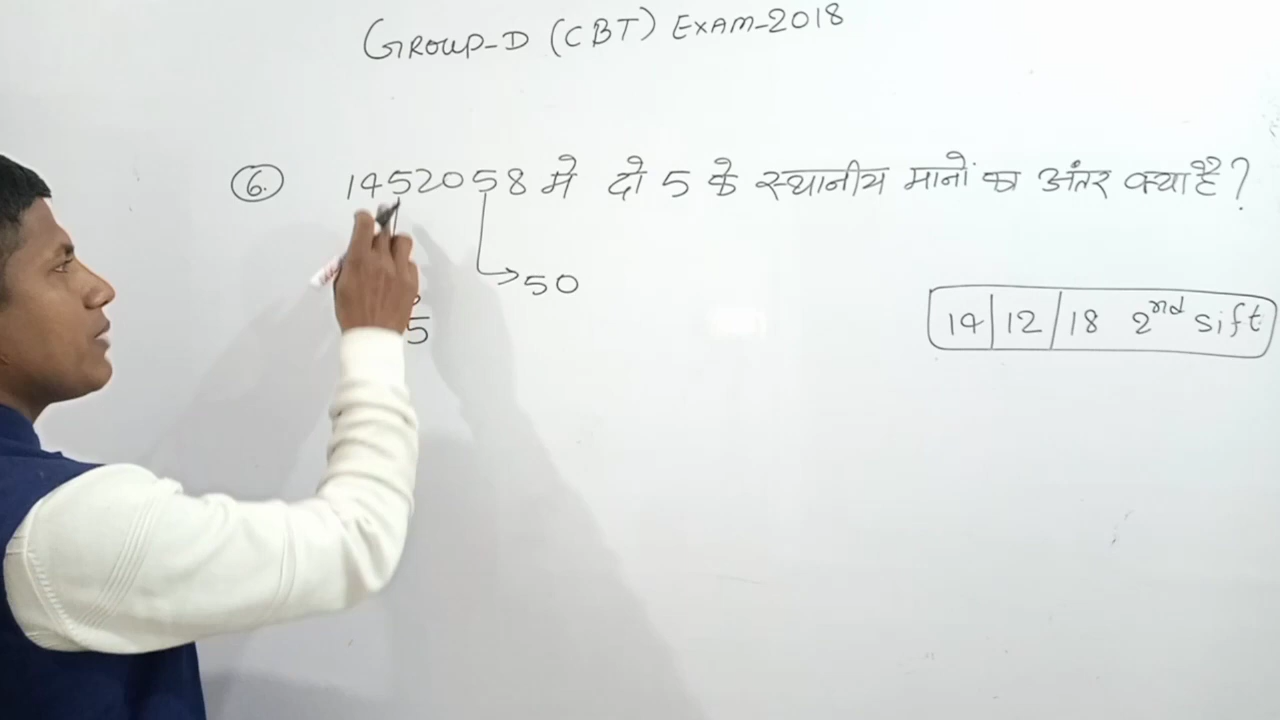 GROUP-D (CBT) EXAM-2018
6. 1452058 मे दो 5 के स्थानीय मानों का अंतर क्या है?
50
5
14/12/18 2nd sift